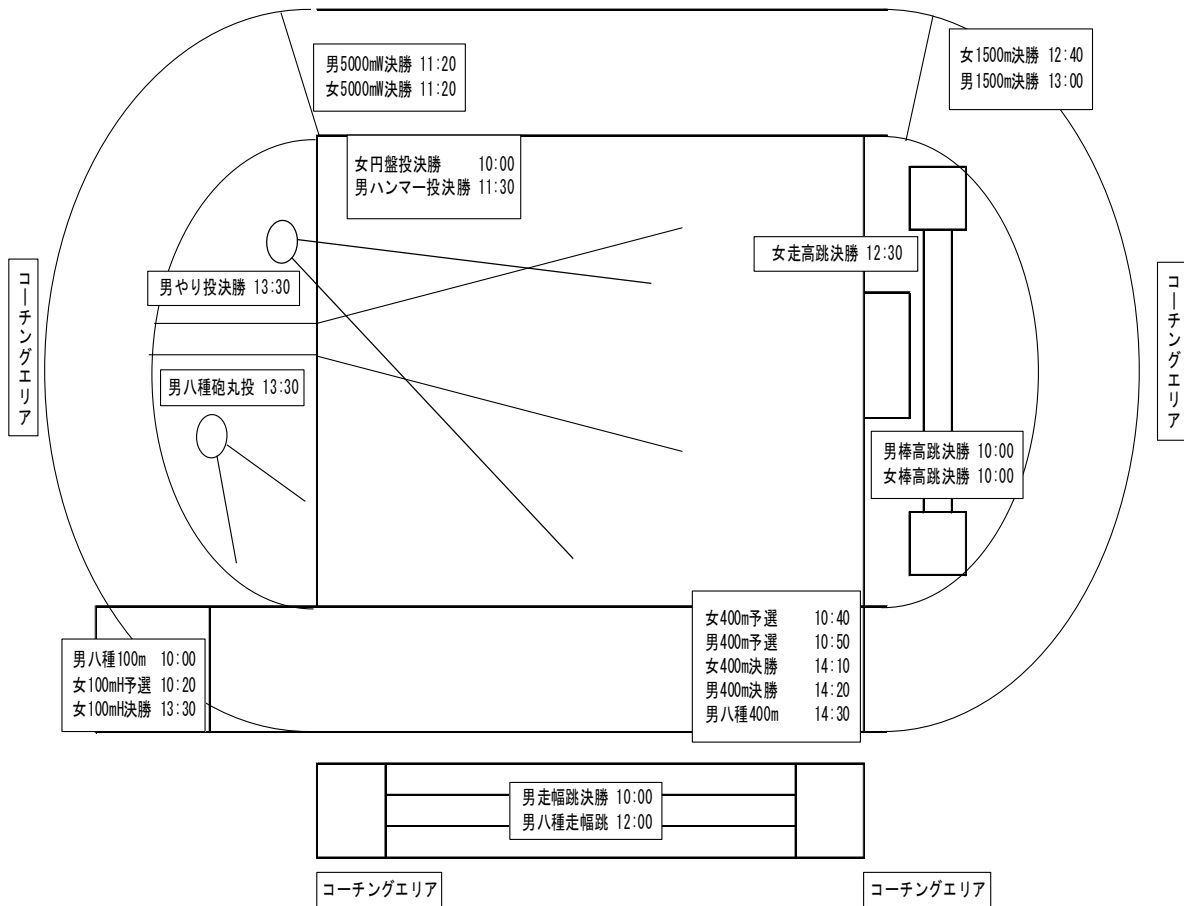 男5000mW決勝 11:20
女5000mW決勝 11:20
女1500m決勝 12:40
男1500m決勝 13:00
女円盤投決勝 10:00
男ハンマー投決勝 11:30
女走高跳決勝 12:30
コーチングエリア
男やり投決勝 13:30
コーチングエリア
男八種砲丸投 13:30
男棒高跳決勝 10:00
女棒高跳決勝 10:00
女400m予選 10:40
男400m予選 10:50
女400m決勝 14:10
男400m決勝 14:20
男八種400m 14:30
男八種100m 10:00
女100mH予選 10:20
女100mH決勝 13:30
男走幅跳決勝 10:00
男八種走幅跳 12:00
コーチングエリア
コーチングエリア